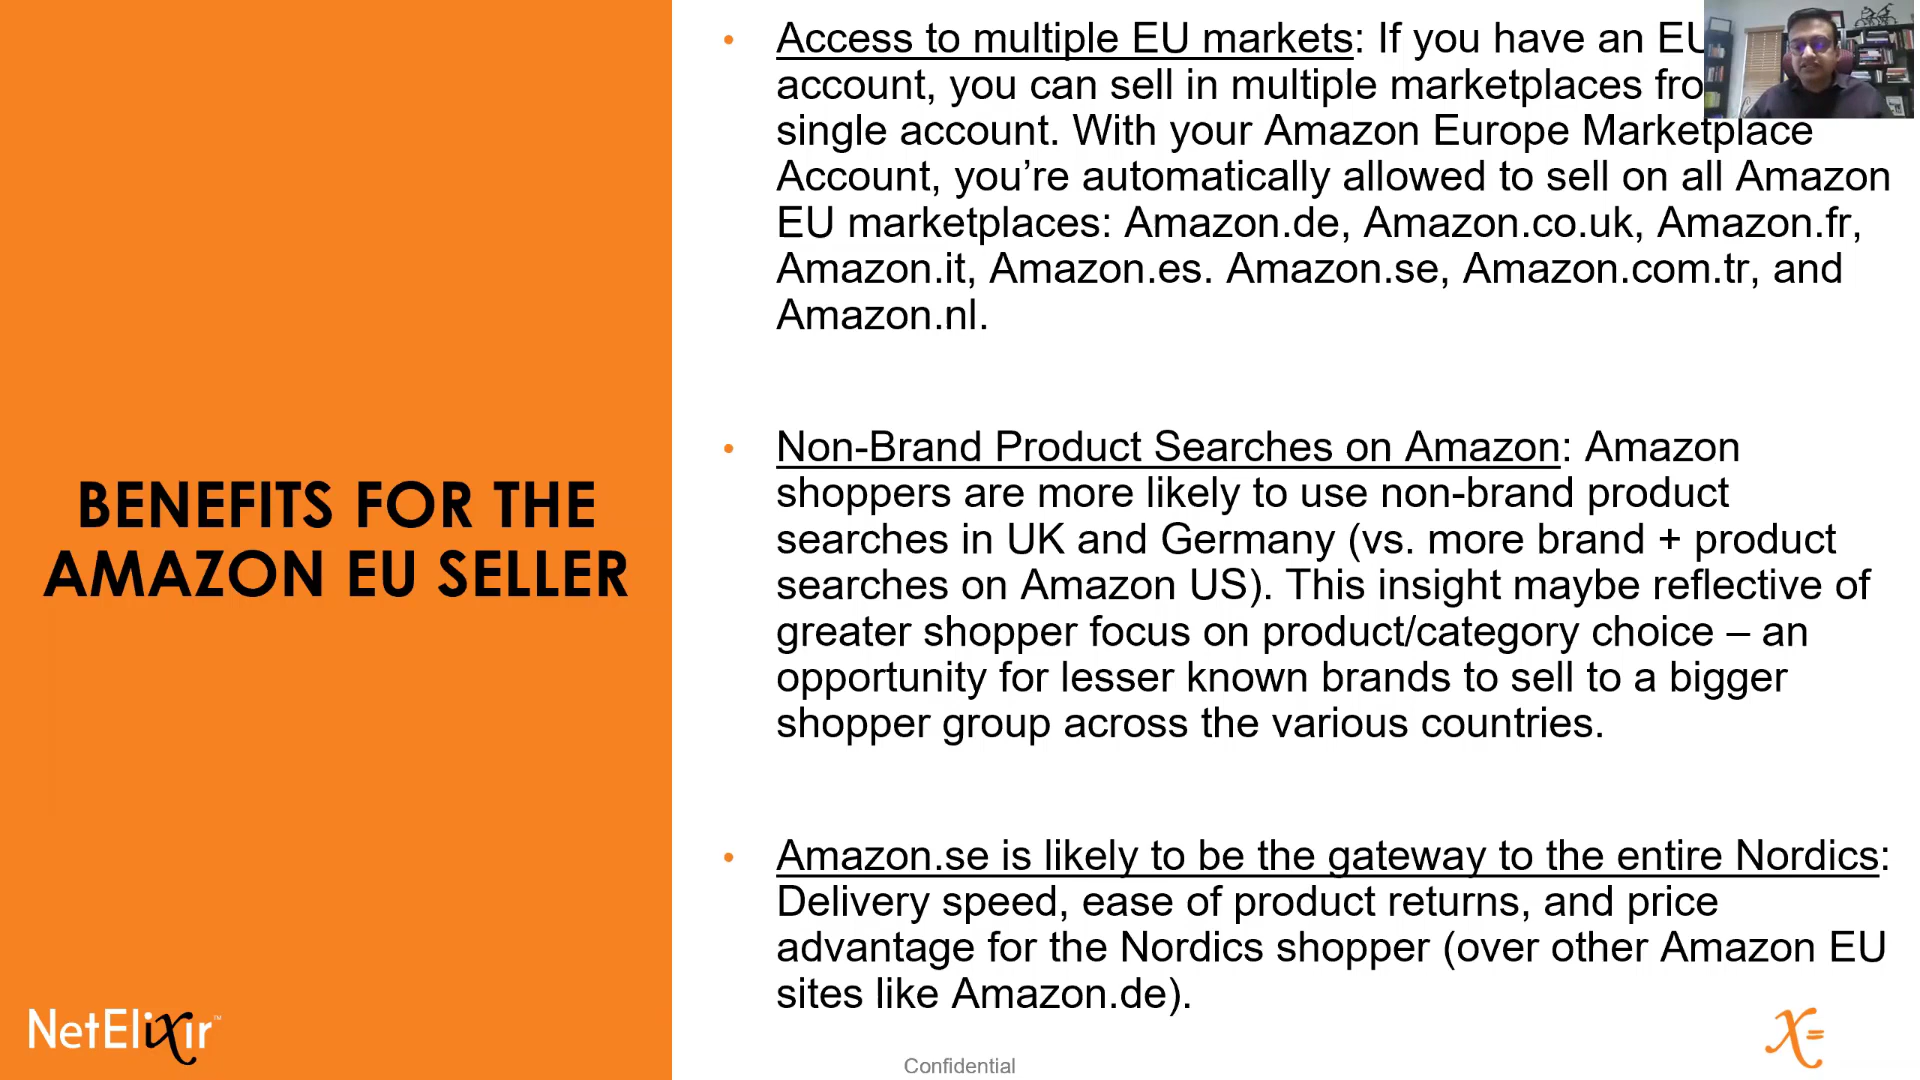 BENEFITS FOR THE
AMAZON EU SELLER
• Access to multiple EU markets: If you have an EU
account, you can sell in multiple marketplaces
single account. With your Amazon Europe Marketplace
Account, you’re automatically allowed to sell on all Amazon
EU marketplaces: Amazon.de, Amazon.co.uk, Amazon.fr,
Amazon.it, Amazon.es. Amazon.se, Amazon.com.tr, and
Amazon.nl.
• Non-Brand Product Searches on Amazon: Amazon
shoppers are more likely to use non-brand product
searches in UK and Germany (vs. more brand + product
searches on Amazon US). This insight maybe reflective of
greater shopper focus on product/category choice – an
opportunity for lesser known brands to sell to a bigger
shopper group across the various countries.
• Amazon.se is likely to be the gateway to the entire Nordics:
Delivery speed, ease of product returns, and price
advantage for the Nordics shopper (over other Amazon EU
sites like Amazon.de).
NetElixir™
Confidential
X=